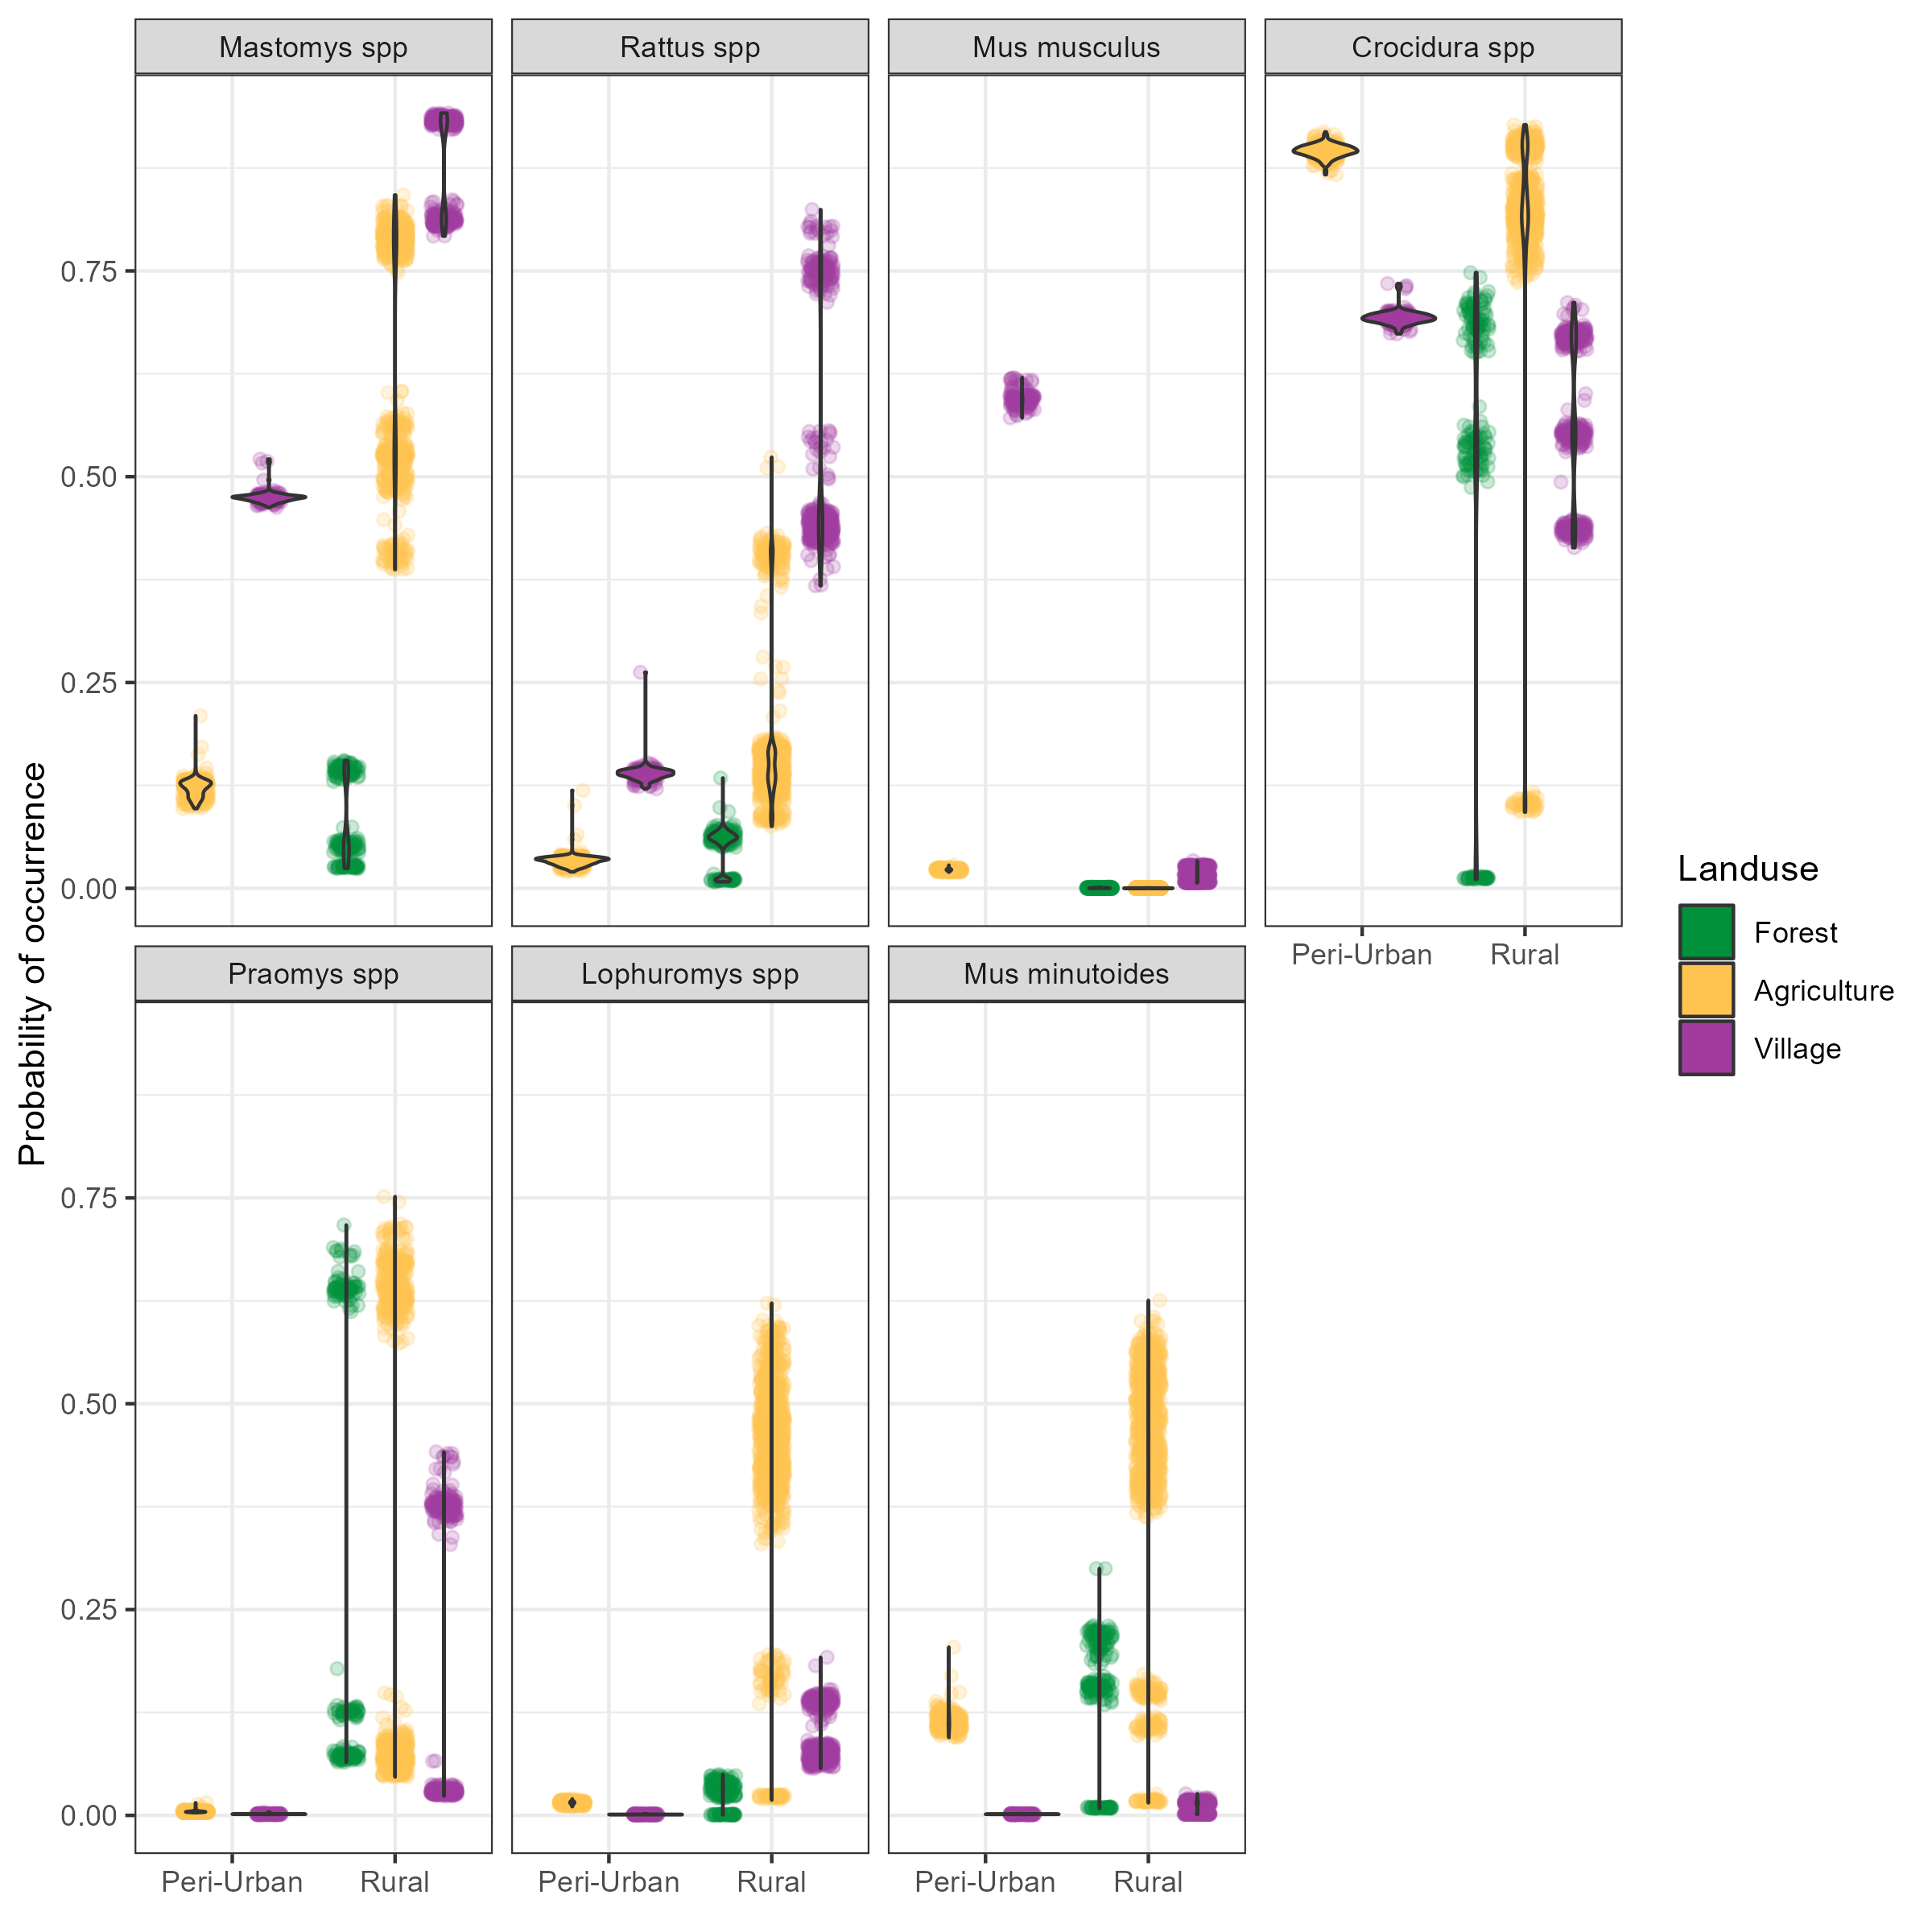 Mastomys spp
Rattus spp
Mus musculus
Crocidura spp
0.75
0.50
0.25
0.00
Peri-Urban
Rural
Probability of occurrence
Landuse
Forest
Agriculture
Village
Praomys spp
Lophuromys spp
Mus minutoides
0.75
0.50
0.25
0.00
Peri-Urban
Rural
Peri-Urban
Rural
Peri-Urban
Rural